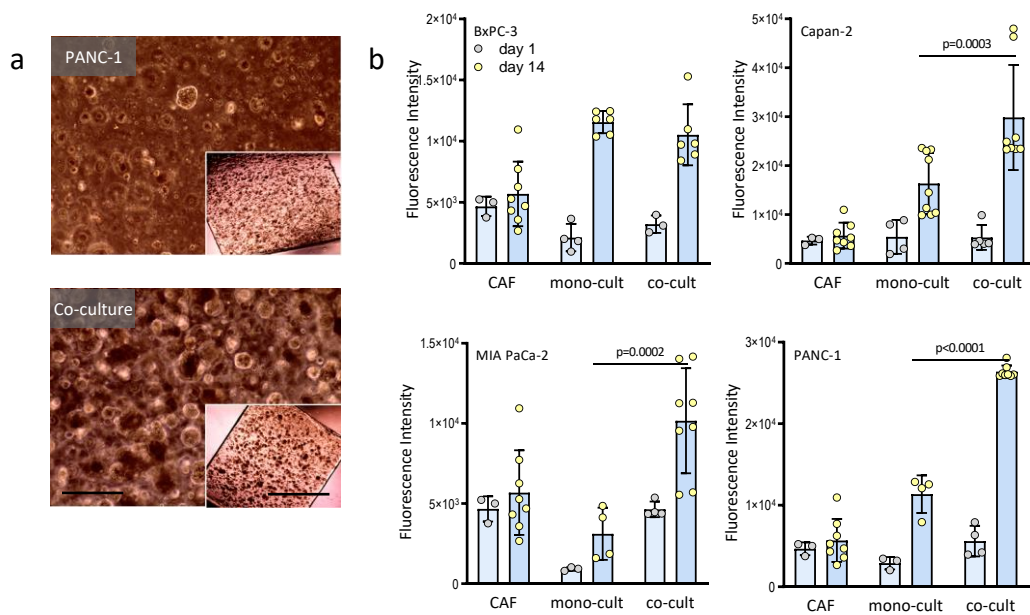 a
PANC-1
Co-culture
b
BxPC-3
day 1
day 14
Fluorescence Intensity
2×10⁴
1.5×10⁴
1×10⁴
5×10³
0
CAF
mono-cult
co-cult
Capan-2
p=0.0003
Fluorescence Intensity
5×10⁴
4×10⁴
3×10⁴
2×10⁴
1×10⁴
0
CAF
mono-cult
co-cult
MIA PaCa-2
p=0.0002
Fluorescence Intensity
1.5×10⁴
1×10⁴
5×10³
0
CAF
mono-cult
co-cult
PANC-1
p<0.0001
Fluorescence Intensity
3×10⁴
2×10⁴
1×10⁴
0
CAF
mono-cult
co-cult